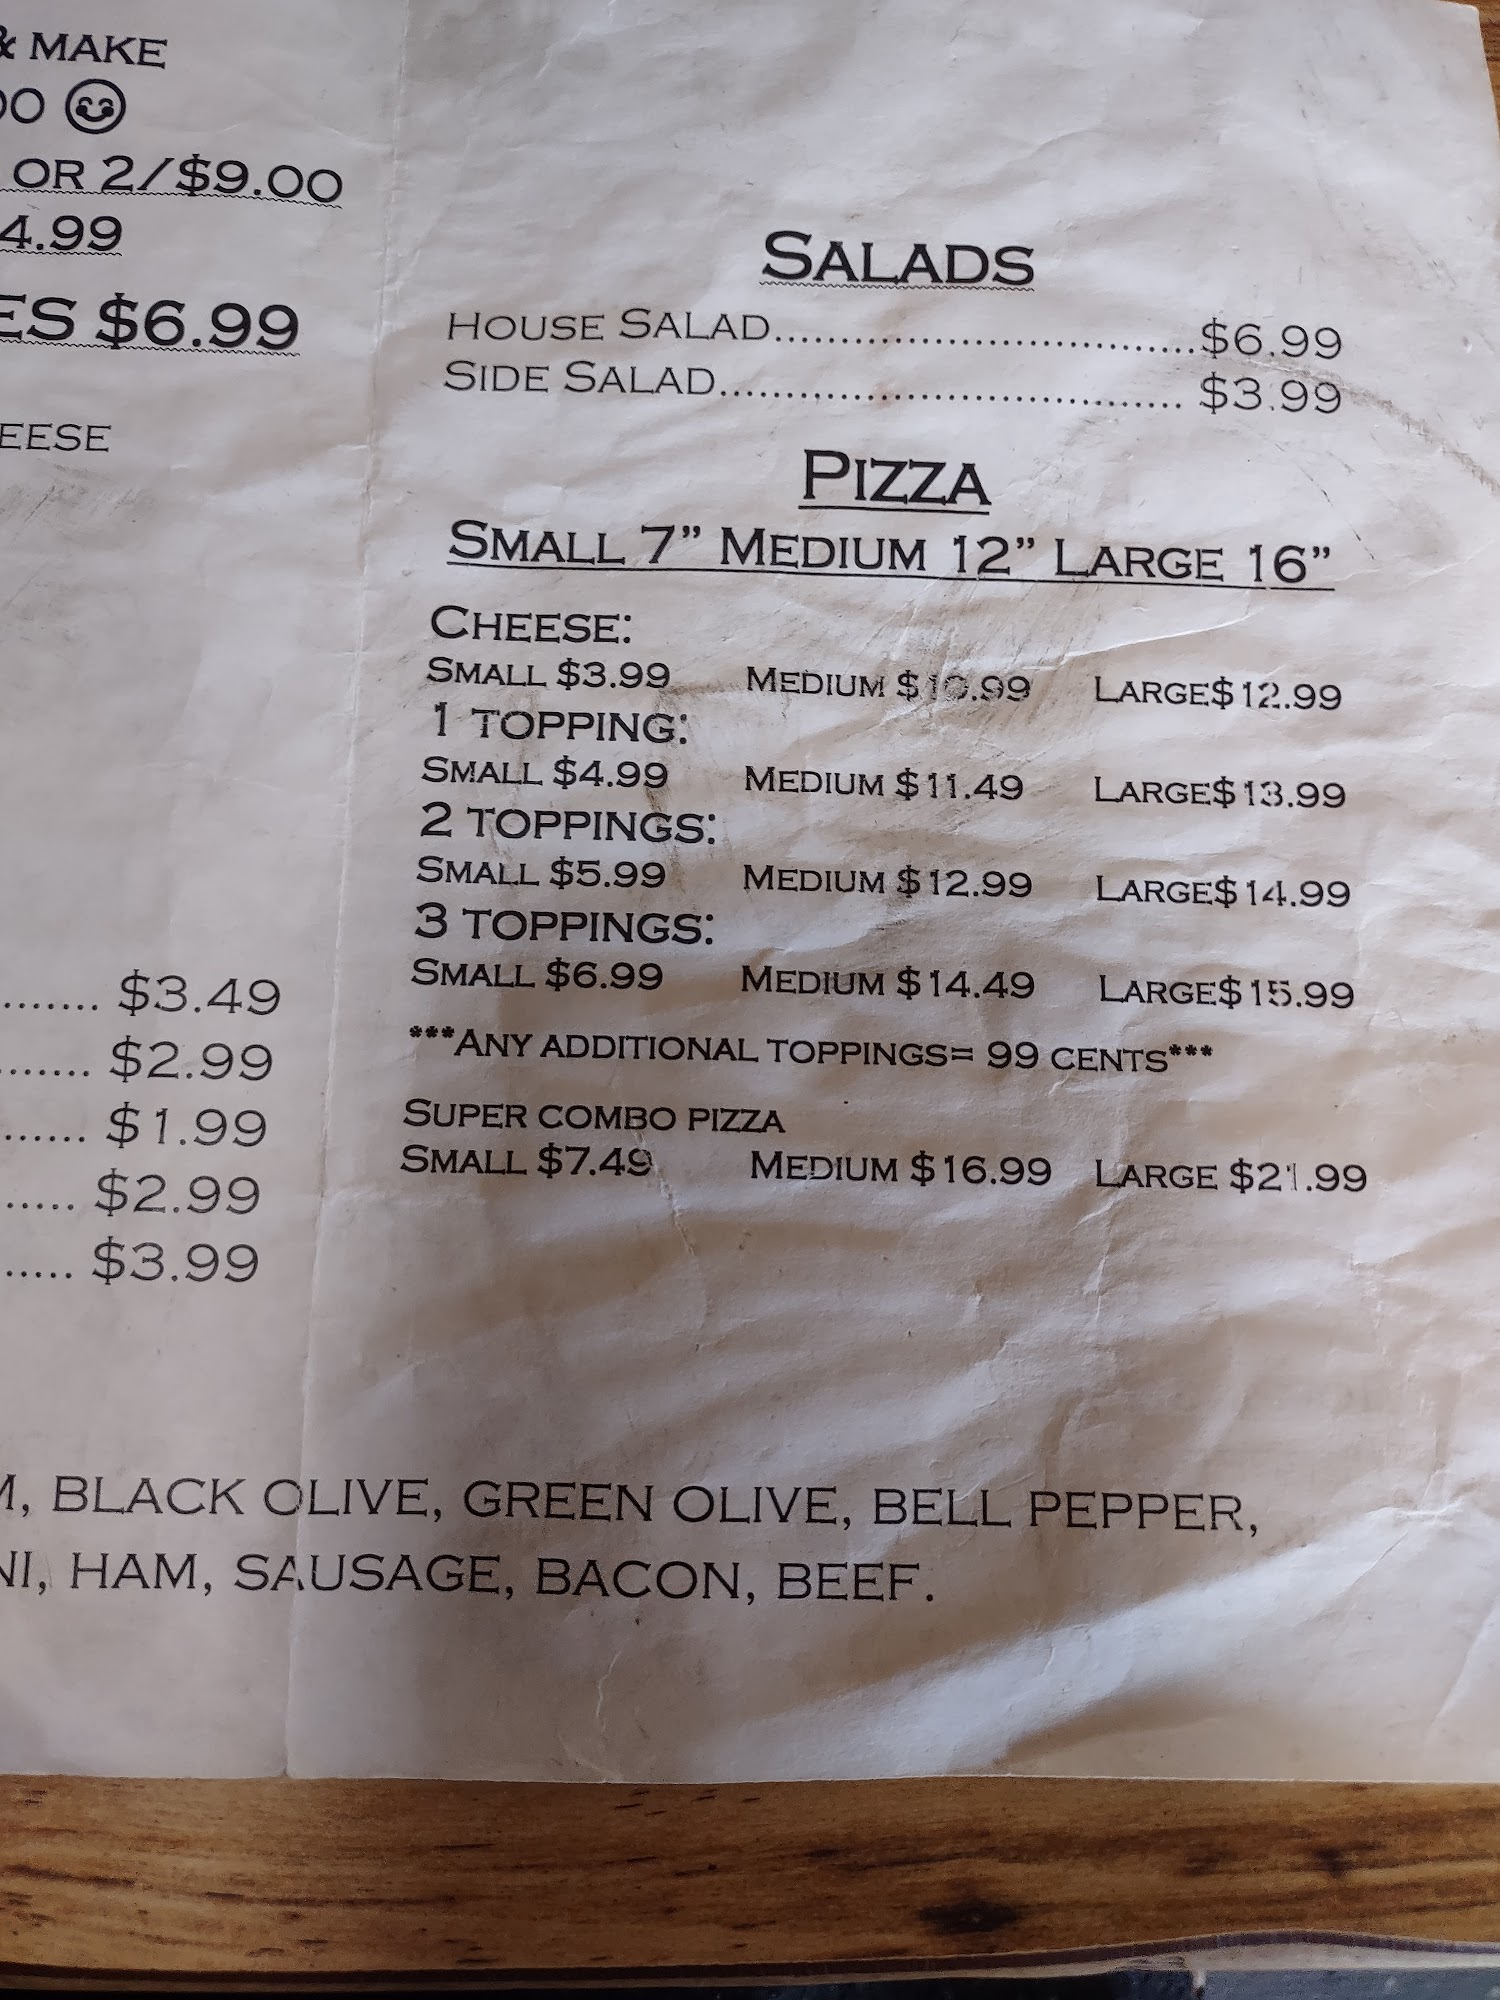 & MAKE
OR 2/$9.00
4.99
$6.99
$3.49
$2.99
$1.99
$2.99
$3.99
SALADS
HOUSE SALAD................................$6.99
SIDE SALAD................................... $3.99
PIZZA
SMALL 7” MEDIUM 12” LARGE 16”
CHEESE:
SMALL $3.99 MEDIUM $10.99 LARGE$12.99
1 TOPPING:
SMALL $4.99 MEDIUM $11.49 LARGE$13.99
2 TOPPINGS:
SMALL $5.99 MEDIUM $12.99 LARGE$14.99
3 TOPPINGS:
SMALL $6.99 MEDIUM $14.49 LARGE$15.99
***ANY ADDITIONAL TOPPINGS= 99 CENTS***
SUPER COMBO PIZZA
SMALL $7.49 MEDIUM $16.99 LARGE $21.99
, BLACK OLIVE, GREEN OLIVE, BELL PEPPER,
, HAM, SAUSAGE, BACON, BEEF.